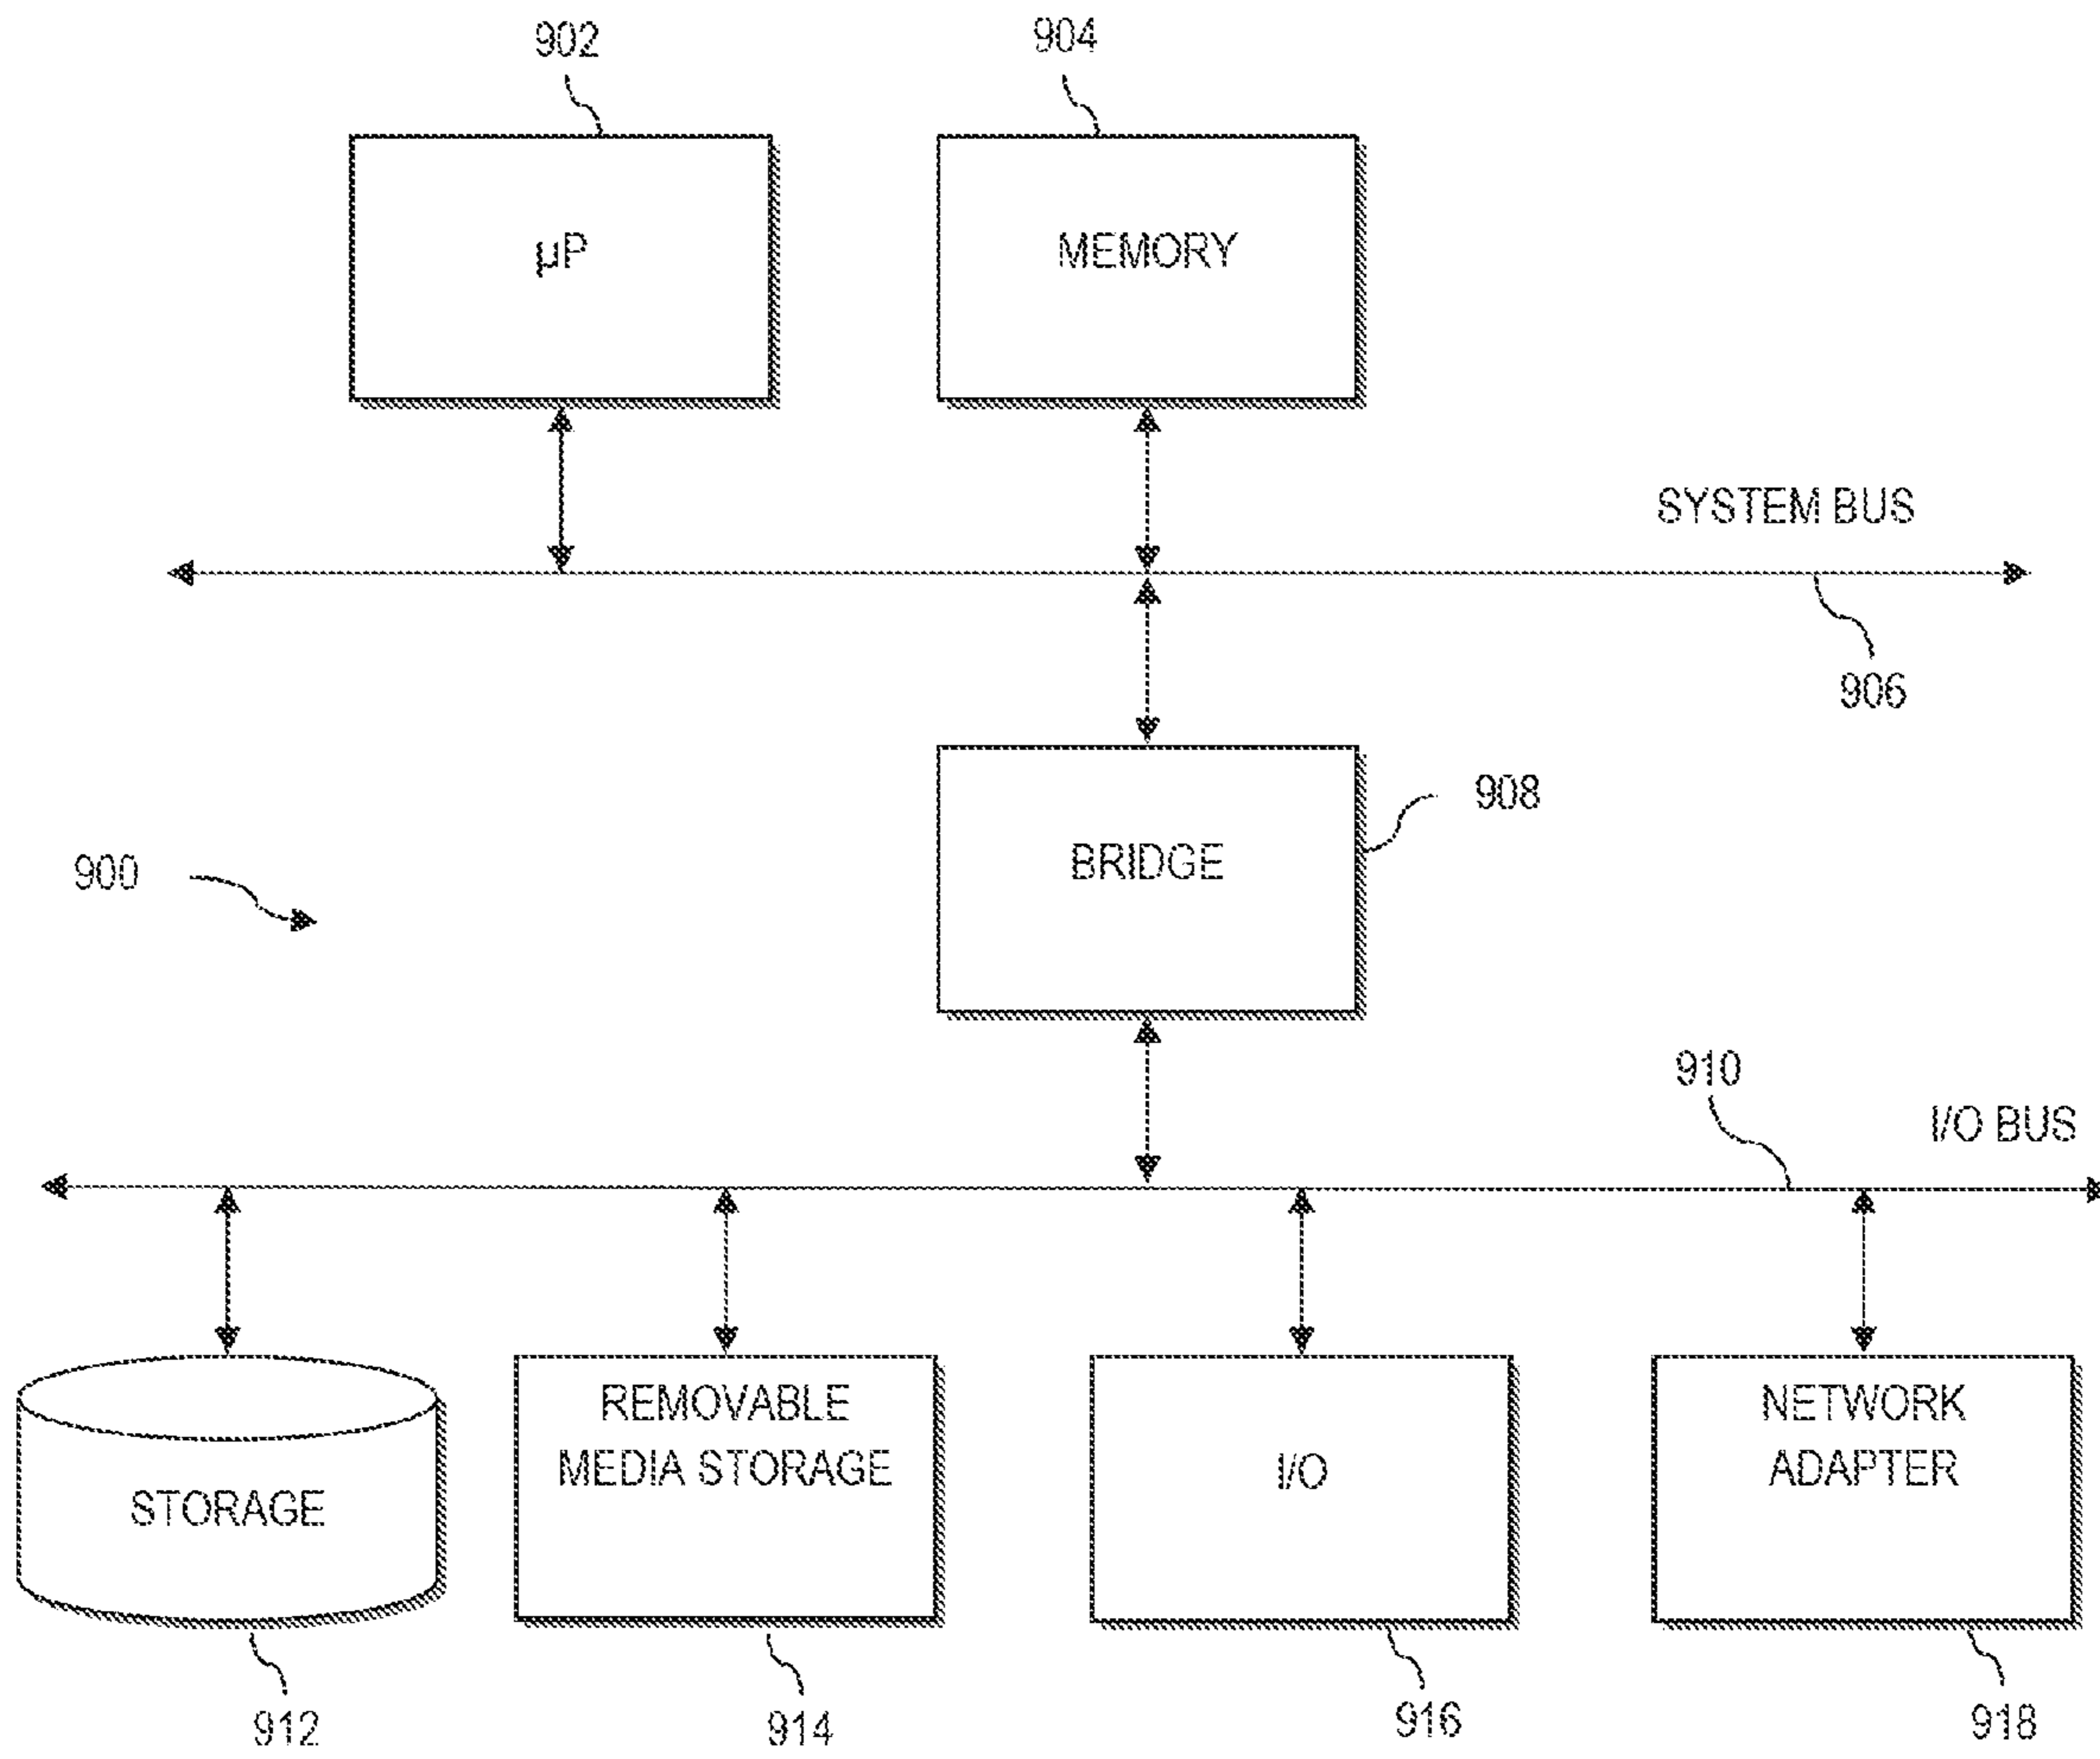 902
904
µP
MEMORY
SYSTEM BUS
906
908
BRIDGE
900
910
I/O BUS
REMOVABLE
MEDIA STORAGE
STORAGE
I/O
NETWORK
ADAPTER
912
914
916
918